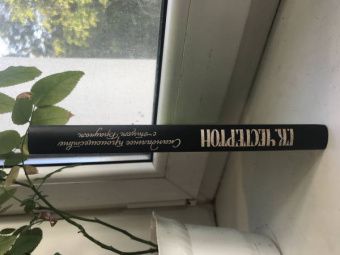 Г.К. ЧЕСТЕРТОН
Скандальное происшествие
с отцом Брауном